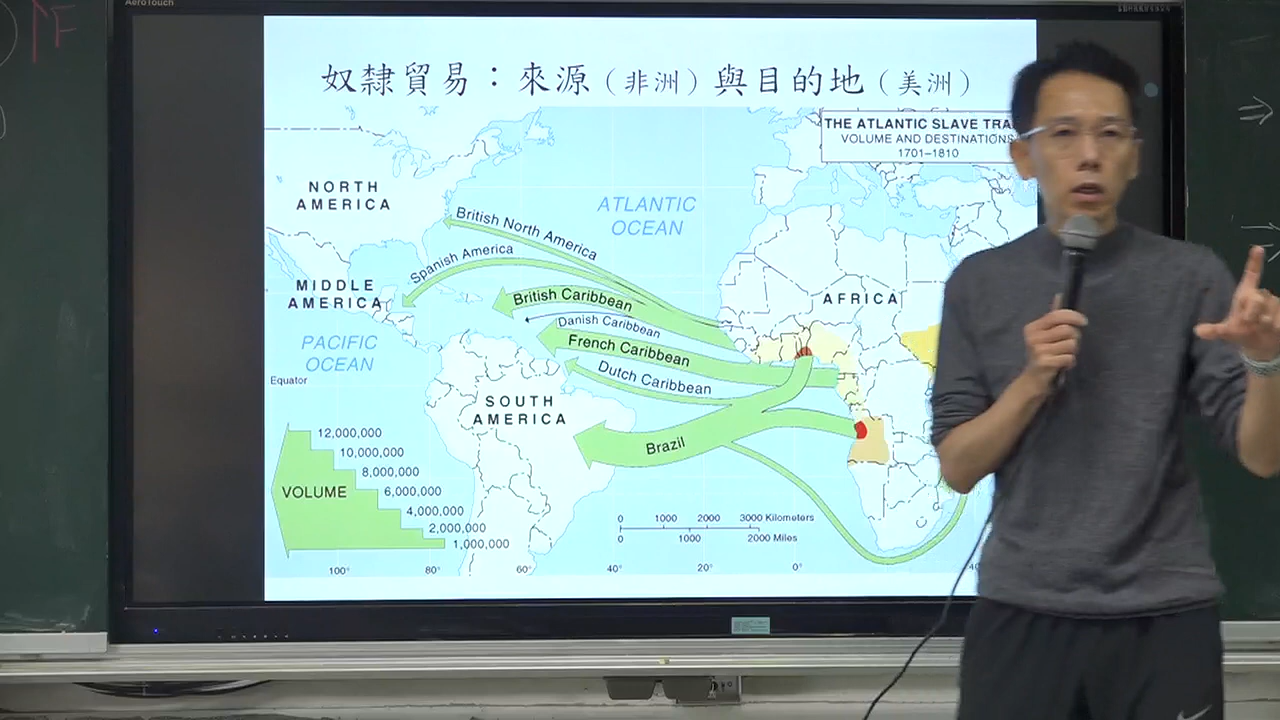 AeroTouch
奴隸貿易：來源（非洲）與目的地（美洲）
THE ATLANTIC SLAVE TRA
VOLUME AND DESTINATIONS
1701–1810
NORTH
AMERICA
ATLANTIC
OCEAN
British North America
Spanish America
MIDDLE
AMERICA
British Caribbean
AFRICA
Danish Caribbean
PACIFIC
OCEAN
French Caribbean
Equator
Dutch Caribbean
SOUTH
AMERICA
Brazil
12,000,000
10,000,000
8,000,000
VOLUME
6,000,000
4,000,000
2,000,000
1,000,000
0 1000 2000 3000 Kilometers
0 1000 2000 Miles
100° 80° 60° 40° 20° 0°